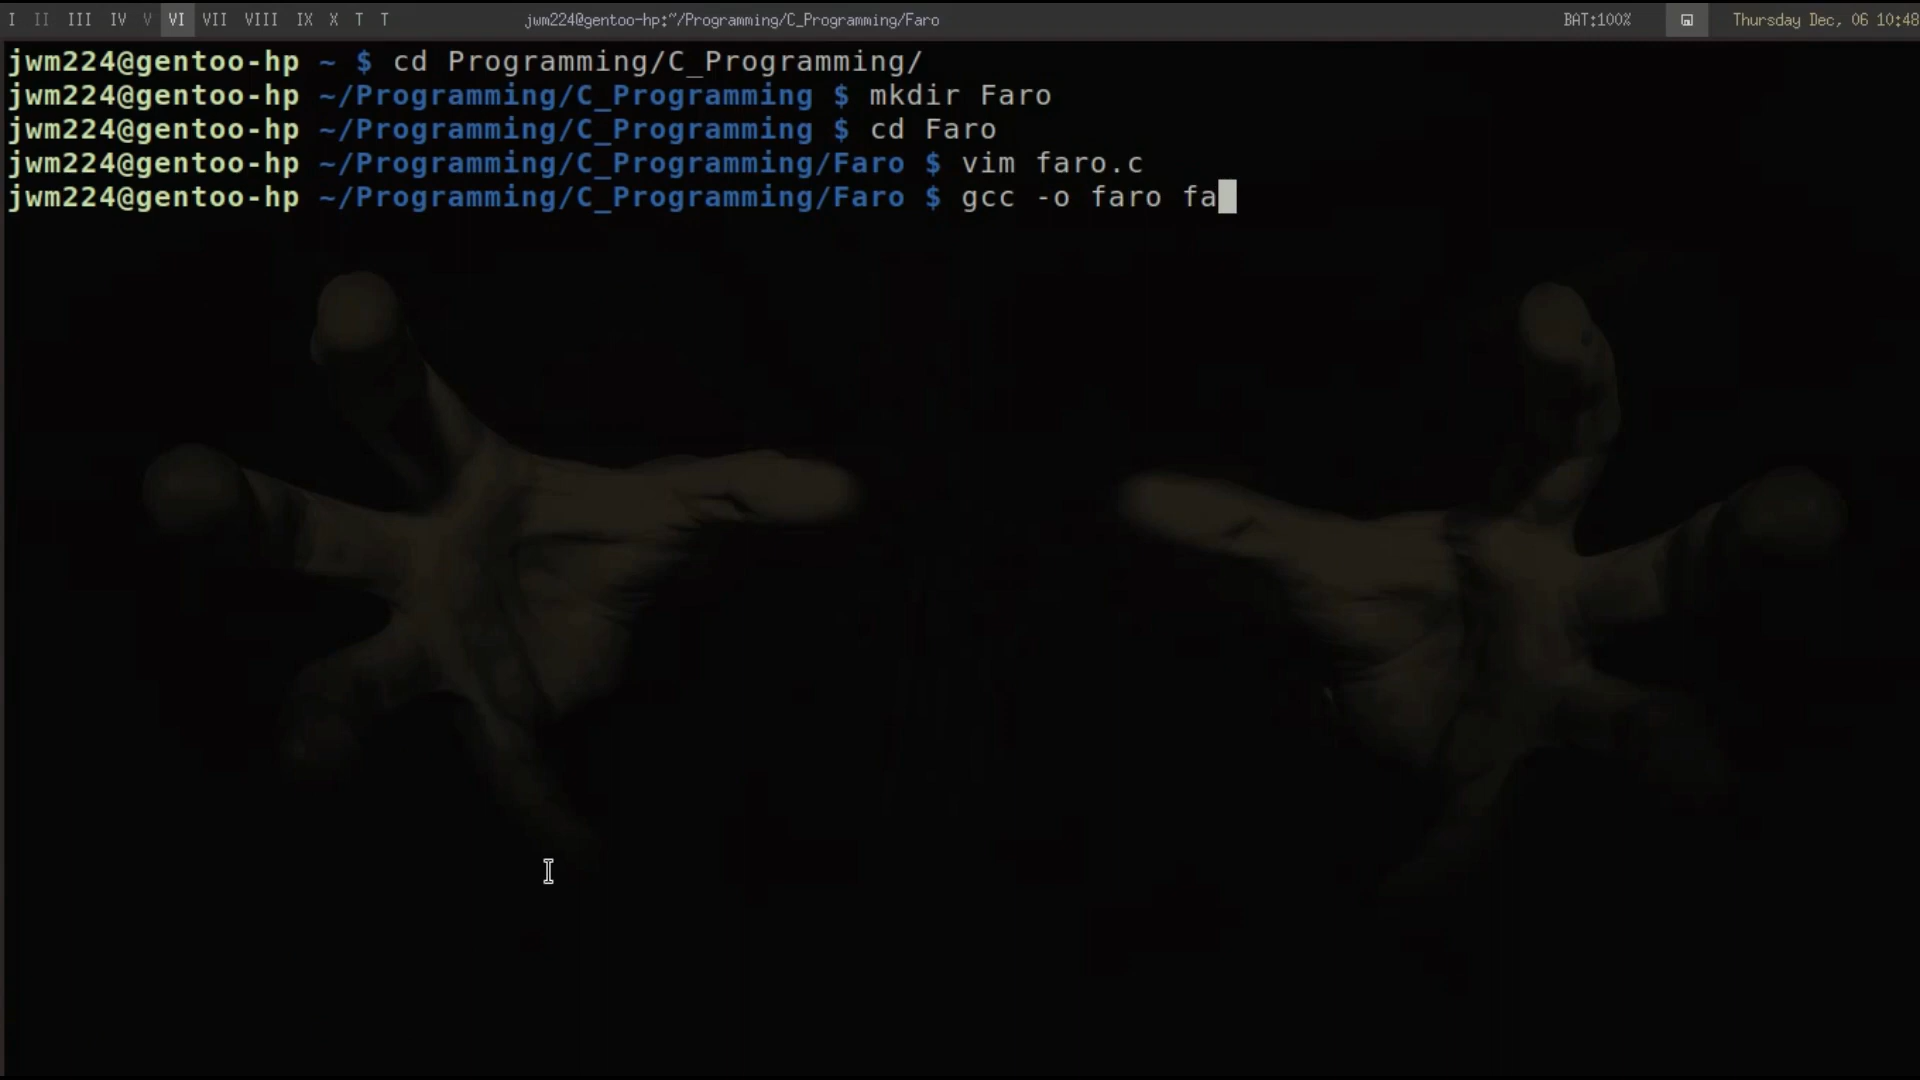 I II III IV V VI VII VIII IX X T T jwm224@gentoo-hp:~/Programming/C_Programming/Faro BAT:100% Thursday Dec, 06 10:48
jwm224@gentoo-hp ~ $ cd Programming/C_Programming/
jwm224@gentoo-hp ~/Programming/C_Programming $ mkdir Faro
jwm224@gentoo-hp ~/Programming/C_Programming $ cd Faro
jwm224@gentoo-hp ~/Programming/C_Programming/Faro $ vim faro.c
jwm224@gentoo-hp ~/Programming/C_Programming/Faro $ gcc -o faro fa